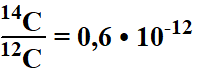 ¹⁴C
¹²C = 0,6 • 10⁻¹²